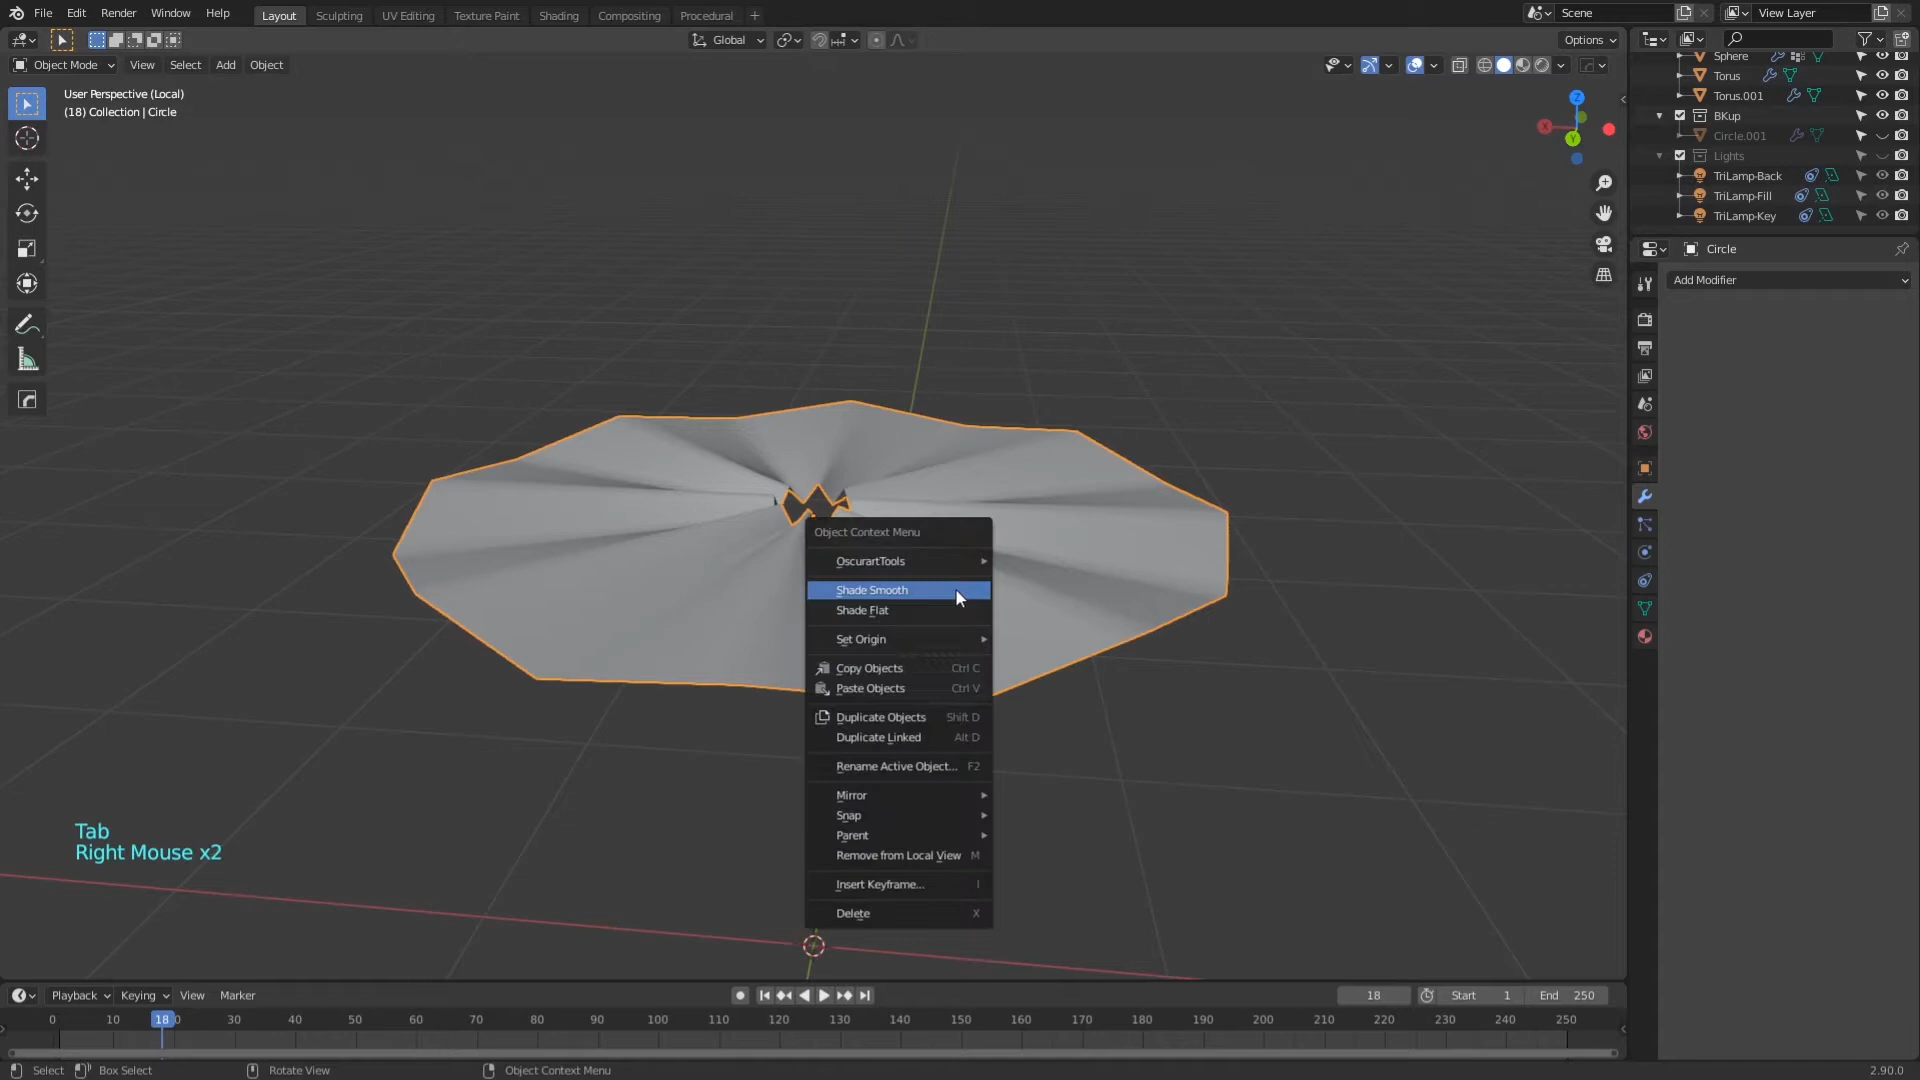 File Edit Render Window Help
Layout Sculpting UV Editing Texture Paint Shading Compositing Procedural +
Scene
View Layer
Global
Options
Object Mode View Select Add Object
User Perspective (Local)
(18) Collection | Circle
Z
X
Y
Sphere
Torus
Torus.001
BKup
Circle.001
Lights
TriLamp-Back
TriLamp-Fill
TriLamp-Key
Circle
Add Modifier
Object Context Menu
OscurartTools
Shade Smooth
Shade Flat
Set Origin
Copy Objects Ctrl C
Paste Objects Ctrl V
Duplicate Objects Shift D
Duplicate Linked Alt D
Rename Active Object... F2
Mirror
Snap
Parent
Remove from Local View M
Insert Keyframe... I
Delete X
Tab
Right Mouse x2
Playback Keying View Marker
18 Start 1 End 250
0 10 18 30 40 50 60 70 80 90 100 110 120 130 140 150 160 170 180 190 200 210 220 230 240 250
Select Box Select Rotate View Object Context Menu 2.90.0